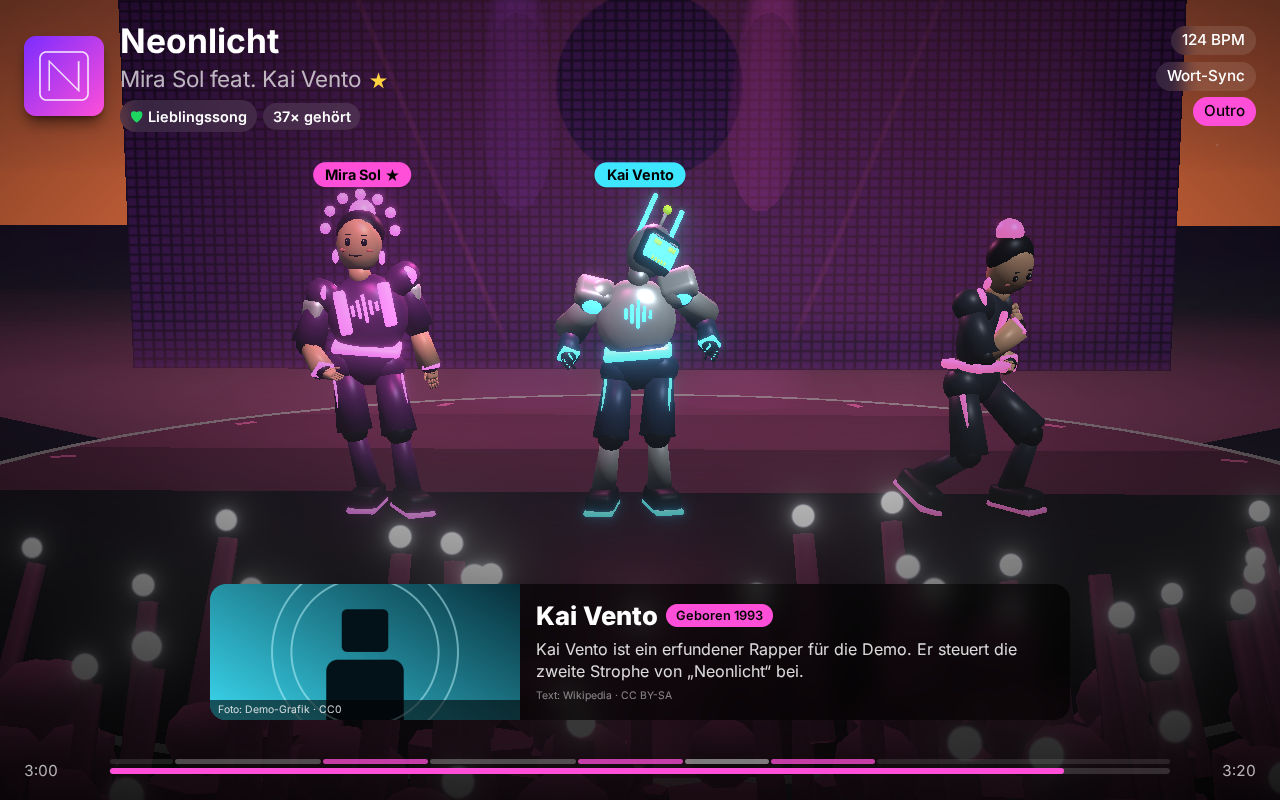 N
Neonlicht
Mira Sol feat. Kai Vento ★
Lieblingssong
37× gehört
124 BPM
Wort-Sync
Outro
Mira Sol ★
Kai Vento
Kai Vento
Geboren 1993
Kai Vento ist ein erfundener Rapper für die Demo. Er steuert die
zweite Strophe von „Neonlicht“ bei.
Text: Wikipedia · CC BY-SA
Foto: Demo-Grafik · CC0
3:00
3:20